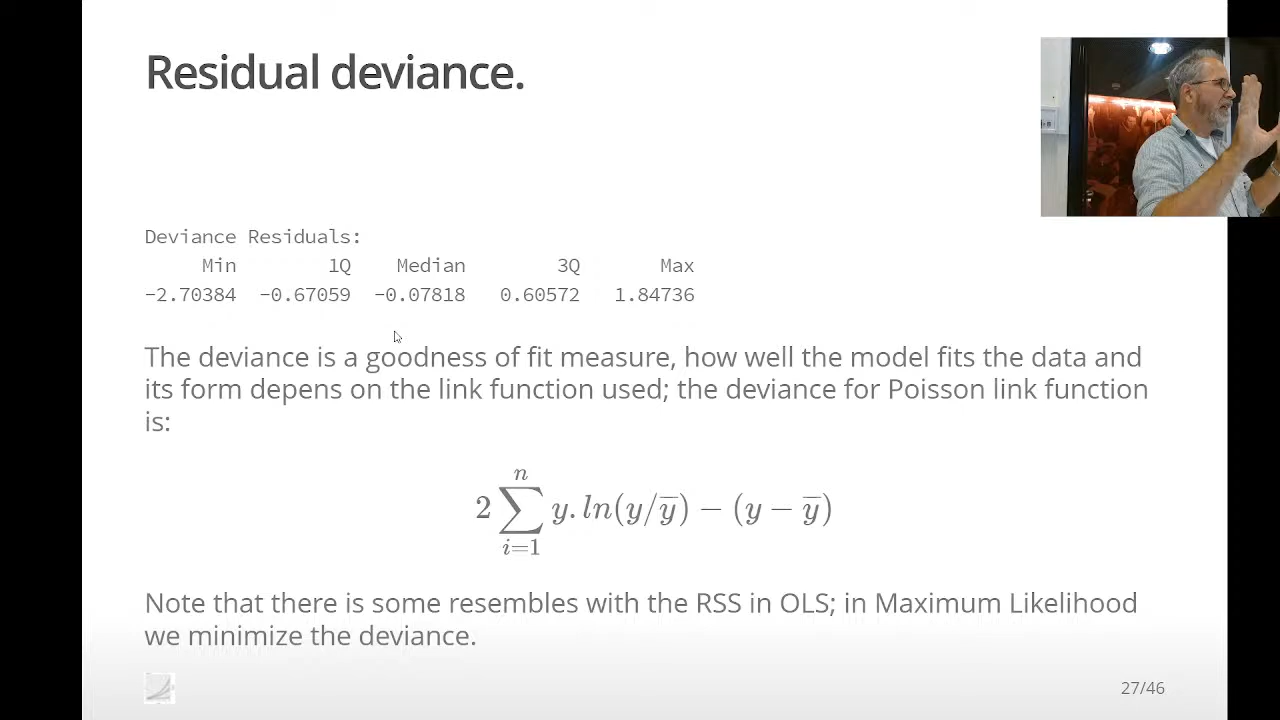 Residual deviance.
Deviance Residuals:
Min 1Q Median 3Q Max
-2.70384 -0.67059 -0.07818 0.60572 1.84736
The deviance is a goodness of fit measure, how well the model fits the data and
its form depens on the link function used; the deviance for Poisson link function
is:
2 \sum_{i=1}^{n} y. ln(y/\overline{y}) − (y − \overline{y})
Note that there is some resembles with the RSS in OLS; in Maximum Likelihood
we minimize the deviance.
27/46